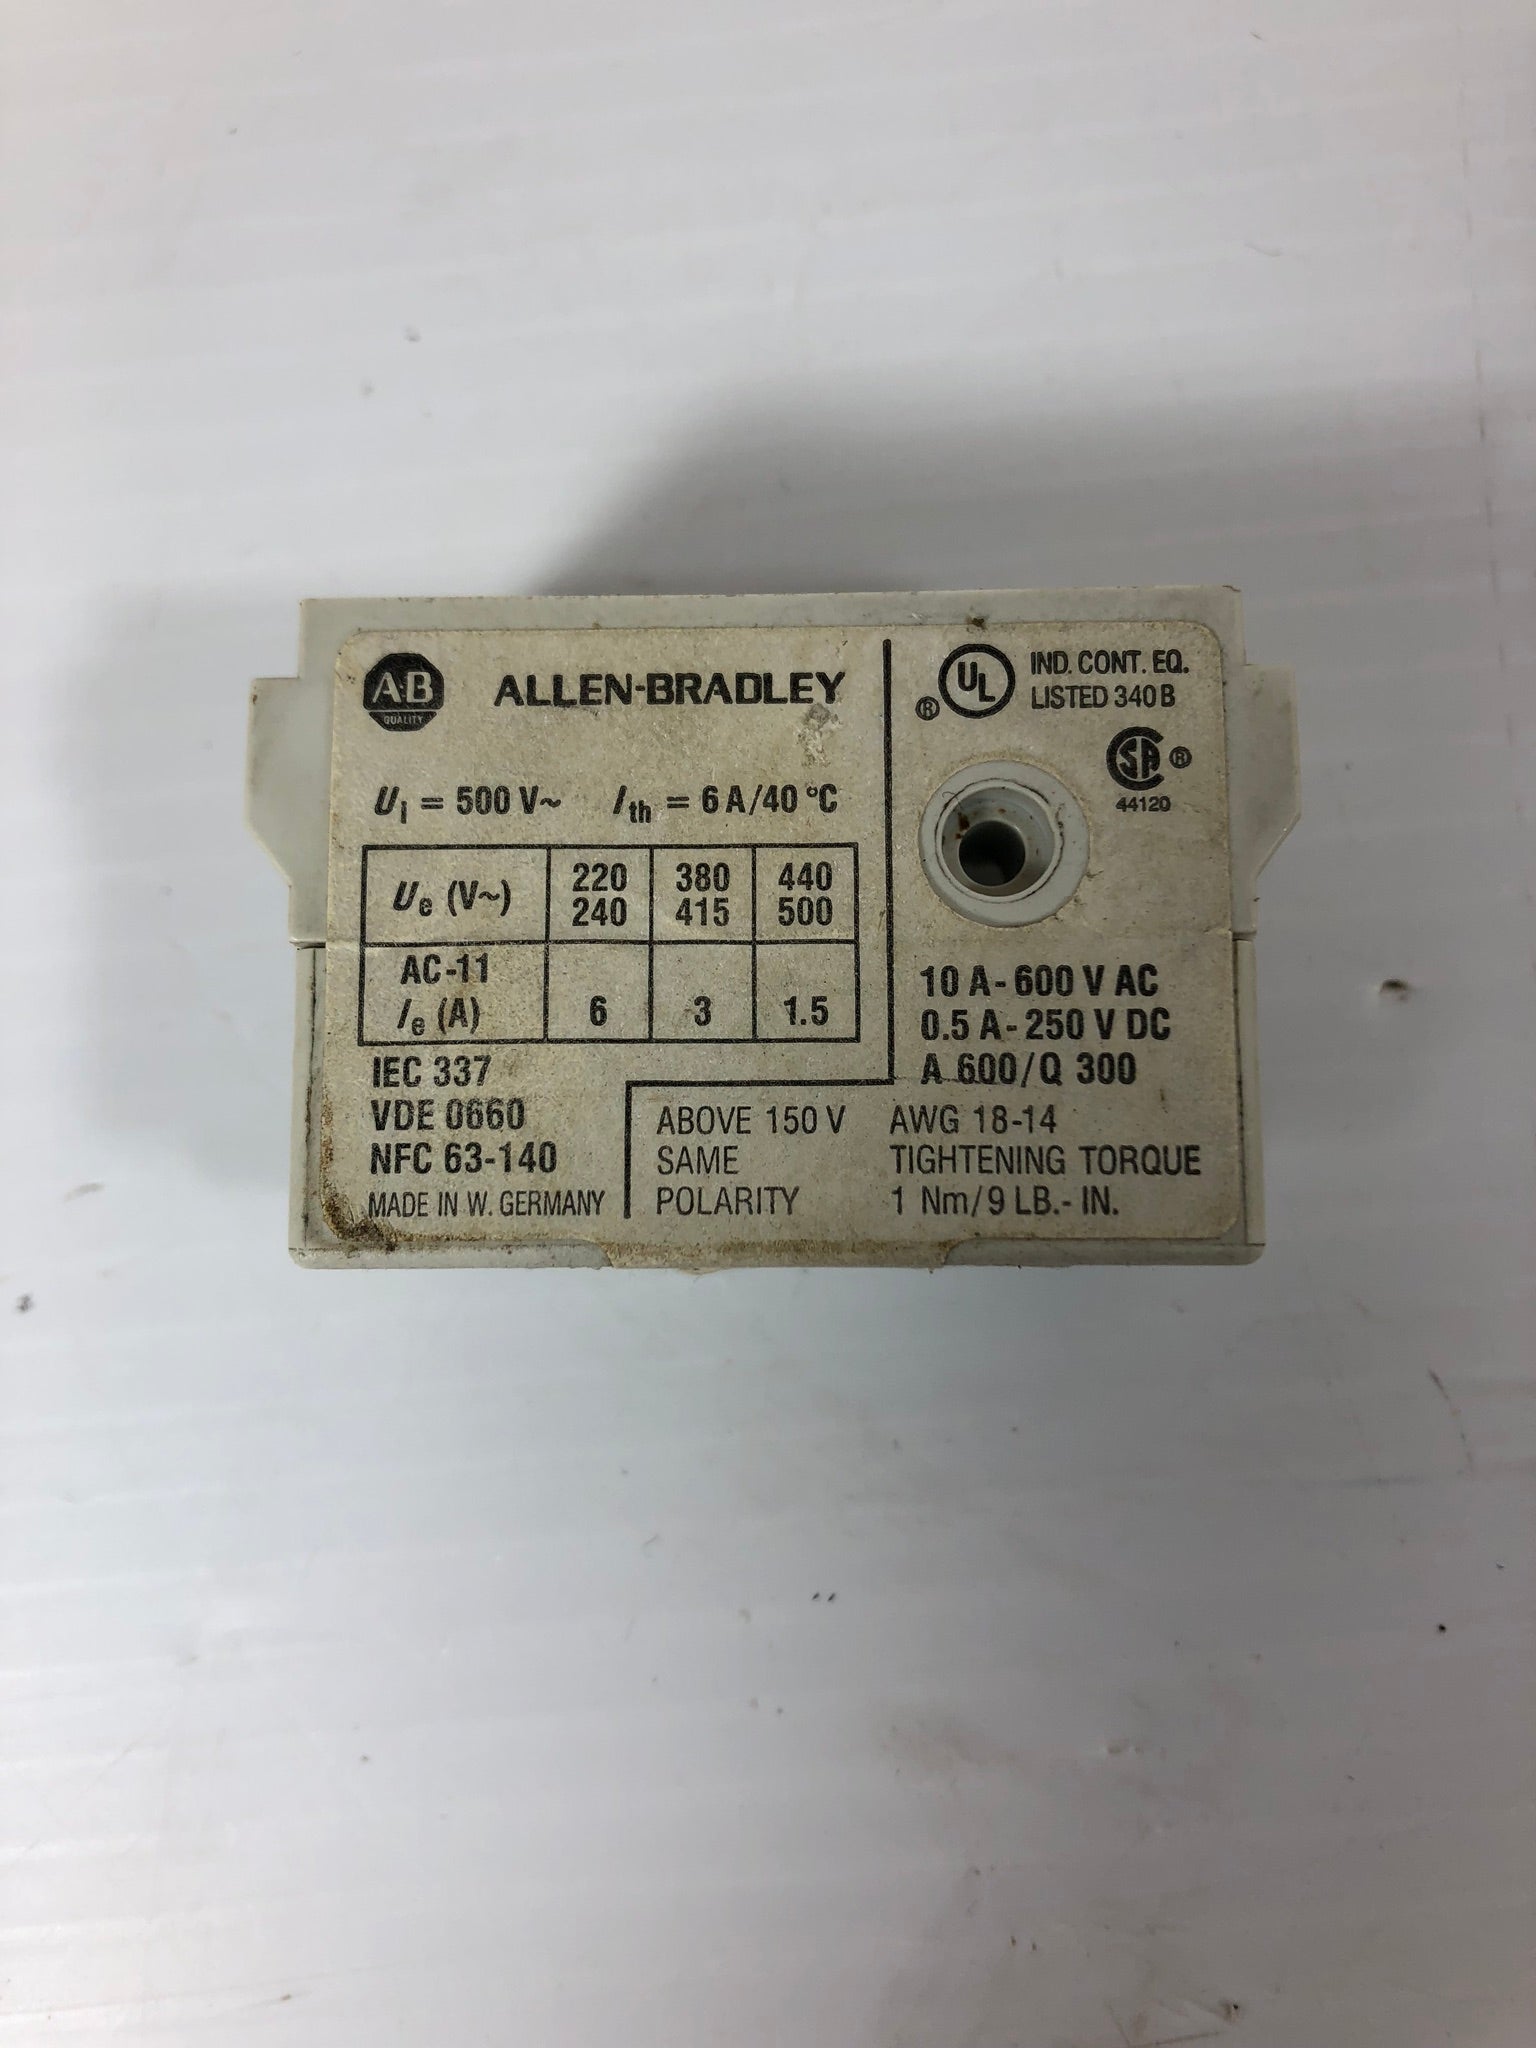 AB
QUALITY
ALLEN-BRADLEY
Ui = 500 V~ Ith = 6 A/40 °C
Ue (V~) 220 240 380 415 440 500
AC-11 Ie (A) 6 3 1.5
IEC 337
VDE 0660
NFC 63-140
MADE IN W. GERMANY
UL ® IND. CONT. EQ.
LISTED 340 B
SA ®
44120
10 A - 600 V AC
0.5 A - 250 V DC
A 600/Q 300
ABOVE 150 V
SAME
POLARITY
AWG 18-14
TIGHTENING TORQUE
1 Nm/9 LB.- IN.